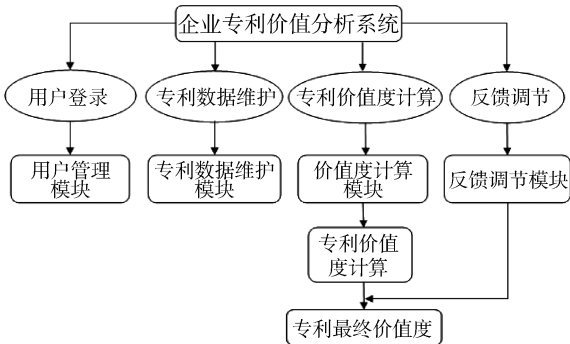 企业专利价值分析系统
用户登录
专利数据维护
专利价值度计算
反馈调节
用户管理
模块
专利数据维护
模块
价值度计算
模块
反馈调节模块
专利价值
度计算
专利最终价值度